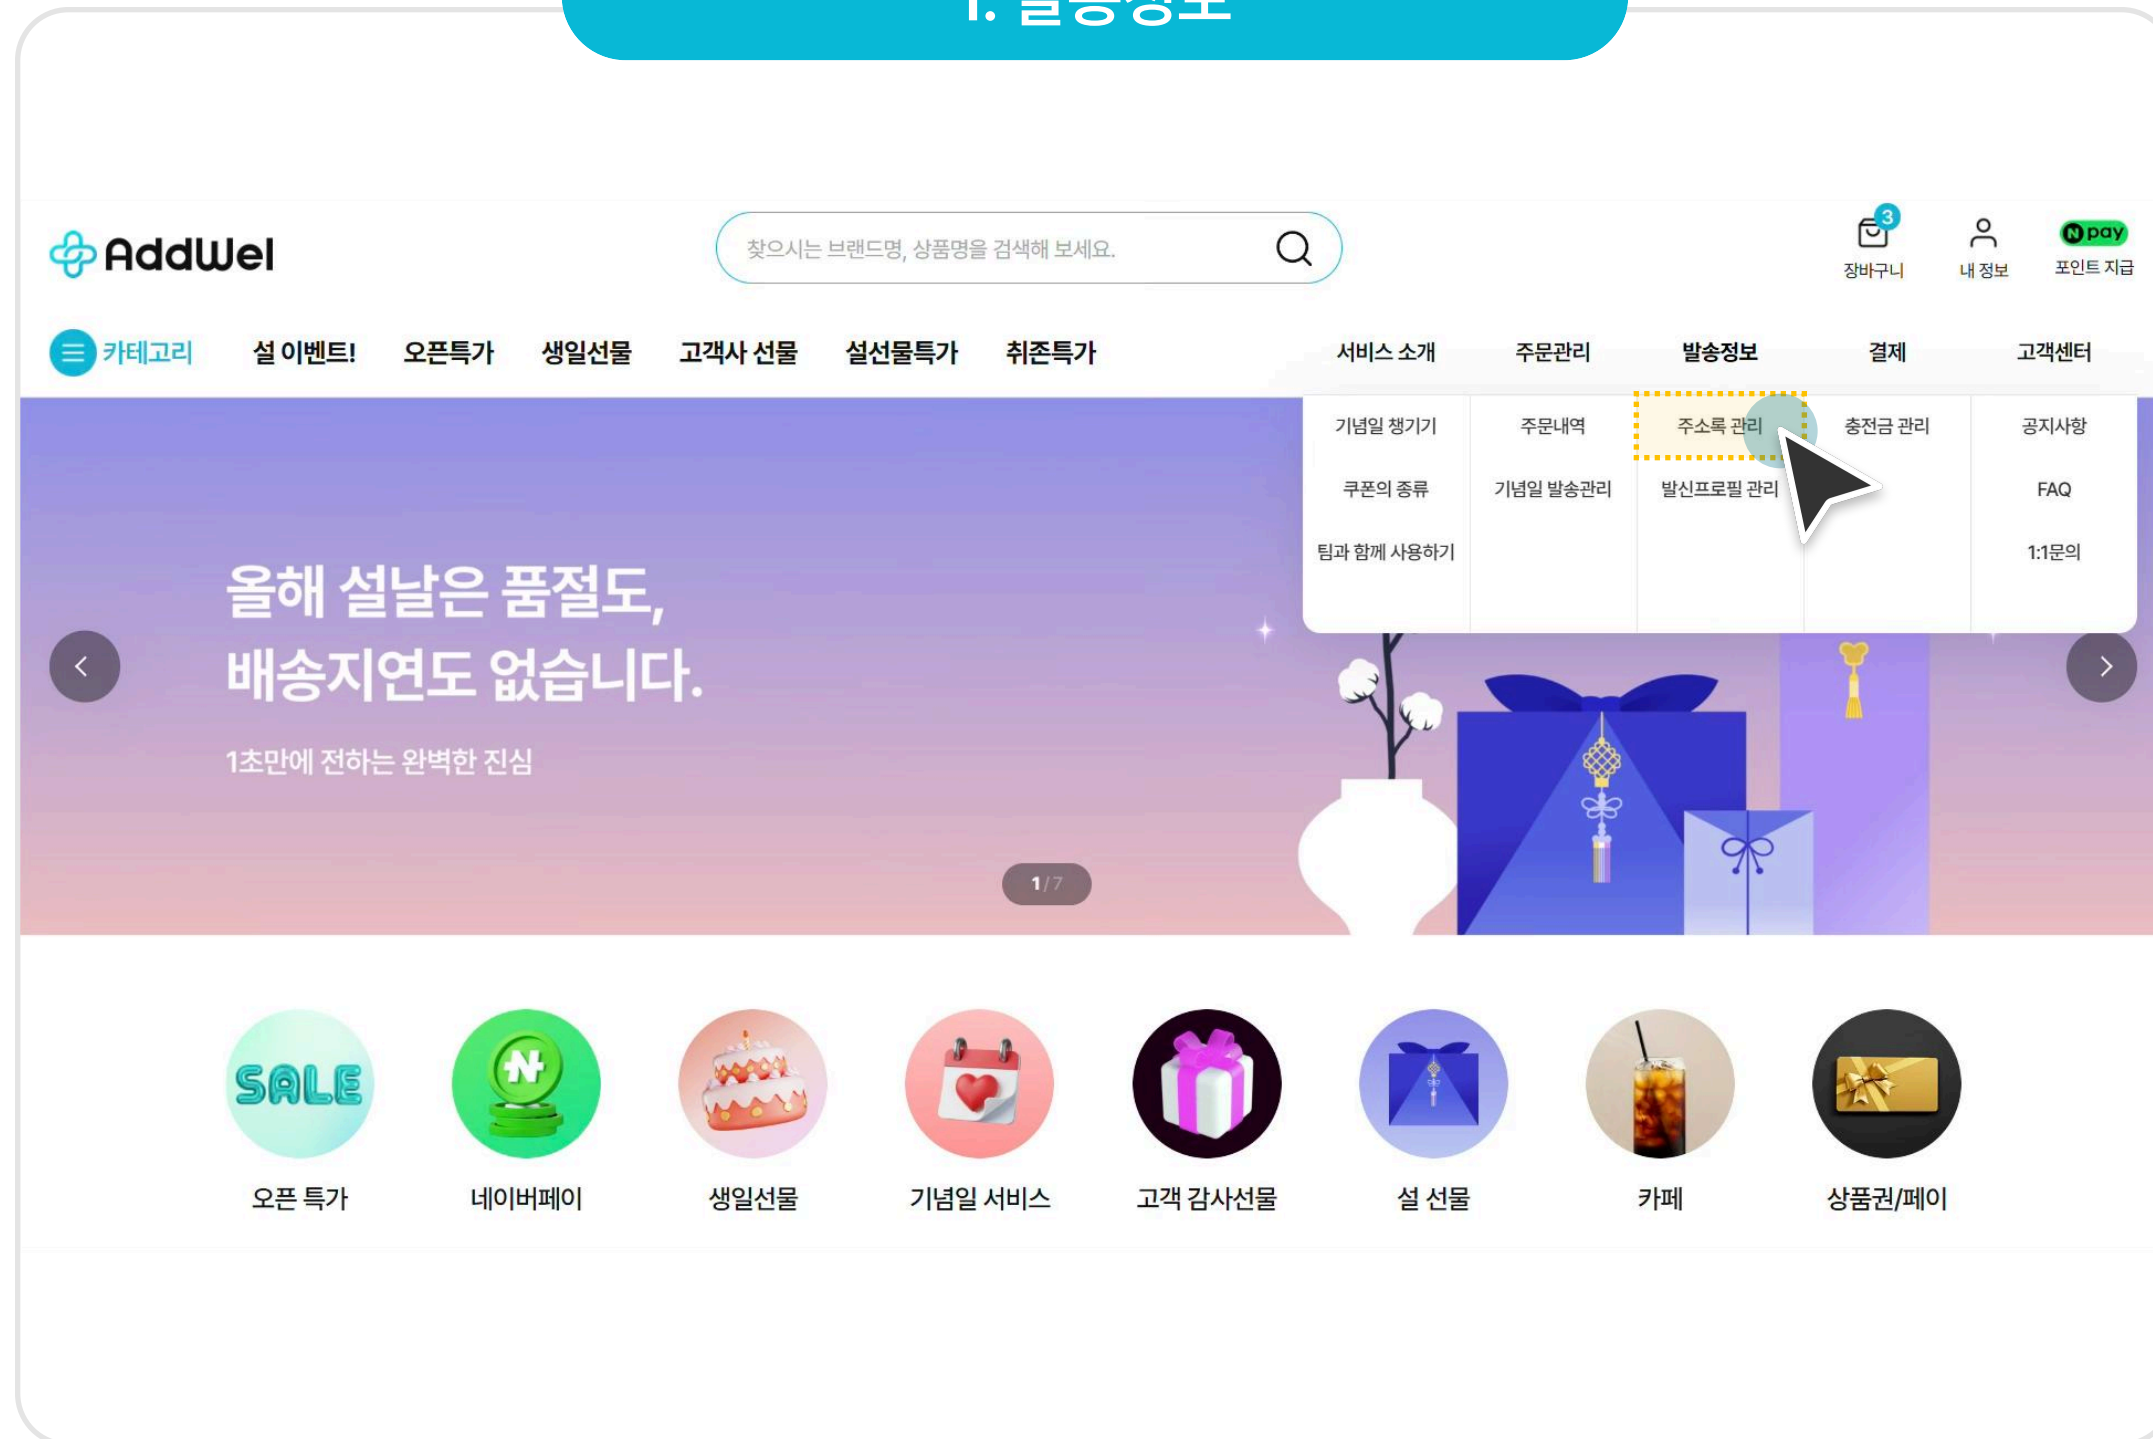 1. 발송정보
AddWel
찾으시는 브랜드명, 상품명을 검색해 보세요.
3
장바구니
내 정보
N pay
포인트 지급
카테고리
설 이벤트!
오픈특가
생일선물
고객사 선물
설선물특가
취존특가
서비스 소개
주문관리
발송정보
결제
고객센터
기념일 챙기기
주문내역
주소록 관리
충전금 관리
공지사항
쿠폰의 종류
기념일 발송관리
발신프로필 관리
FAQ
팀과 함께 사용하기
1:1문의
올해 설날은 품절도,
배송지연도 없습니다.
1초만에 전하는 완벽한 진심
1/7
SALE
N
오픈 특가
네이버페이
생일선물
기념일 서비스
고객 감사선물
설 선물
카페
상품권/페이